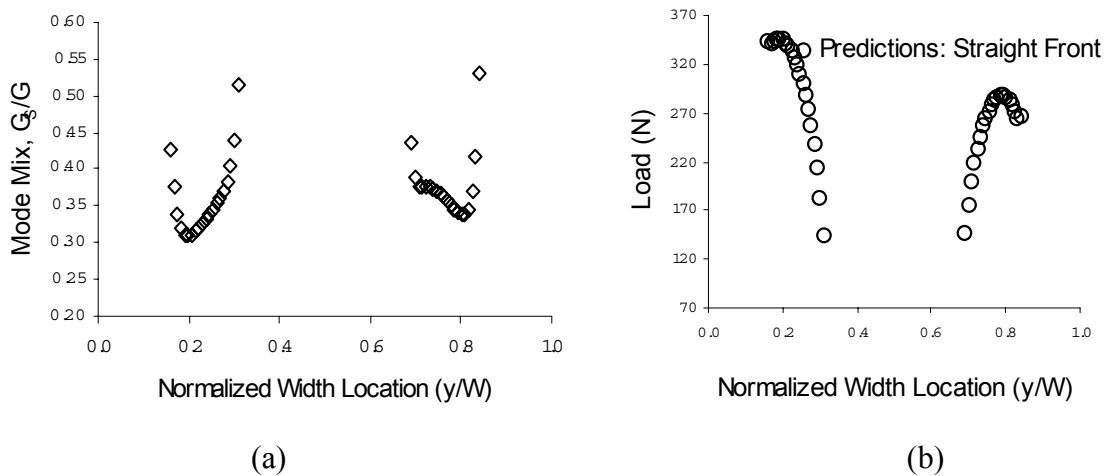 0.60
0.55
0.50
0.45
0.40
0.35
0.30
0.25
0.20
Mode Mix, GS/G
0.0 0.2 0.4 0.6 0.8 1.0
Normalized Width Location (y/W)
(a)
370
320
270
220
170
120
70
Load (N)
Predictions: Straight Front
0.0 0.2 0.4 0.6 0.8 1.0
Normalized Width Location (y/W)
(b)